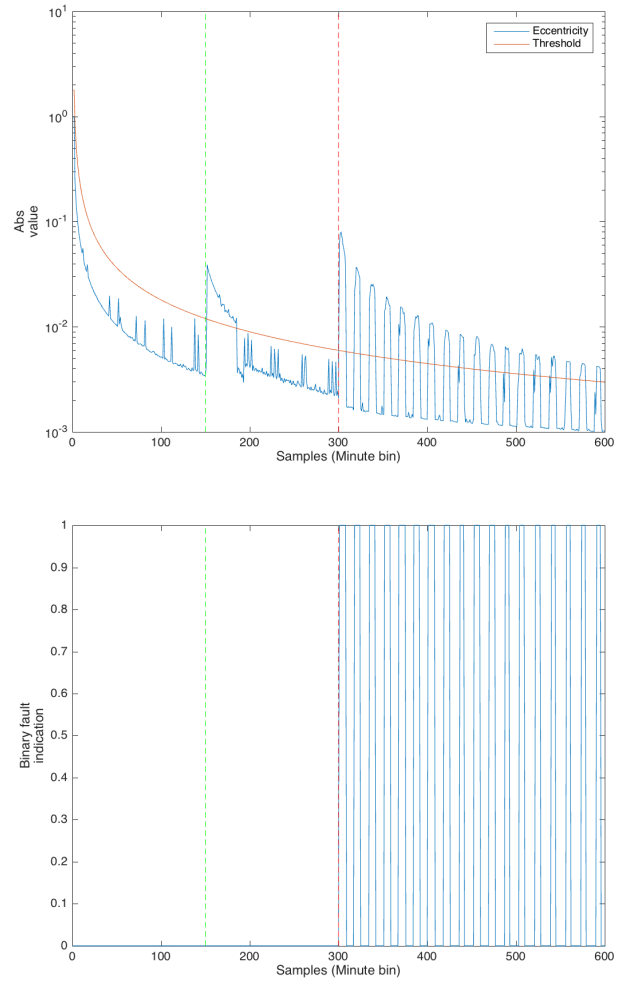 10^1
10^0
10^-1
10^-2
10^-3
Abs
value
Eccentricity
Threshold
0 100 200 300 400 500 600
Samples (Minute bin)
1
0.9
0.8
0.7
0.6
0.5
0.4
0.3
0.2
0.1
0
Binary fault
indication
0 100 200 300 400 500 600
Samples (Minute bin)